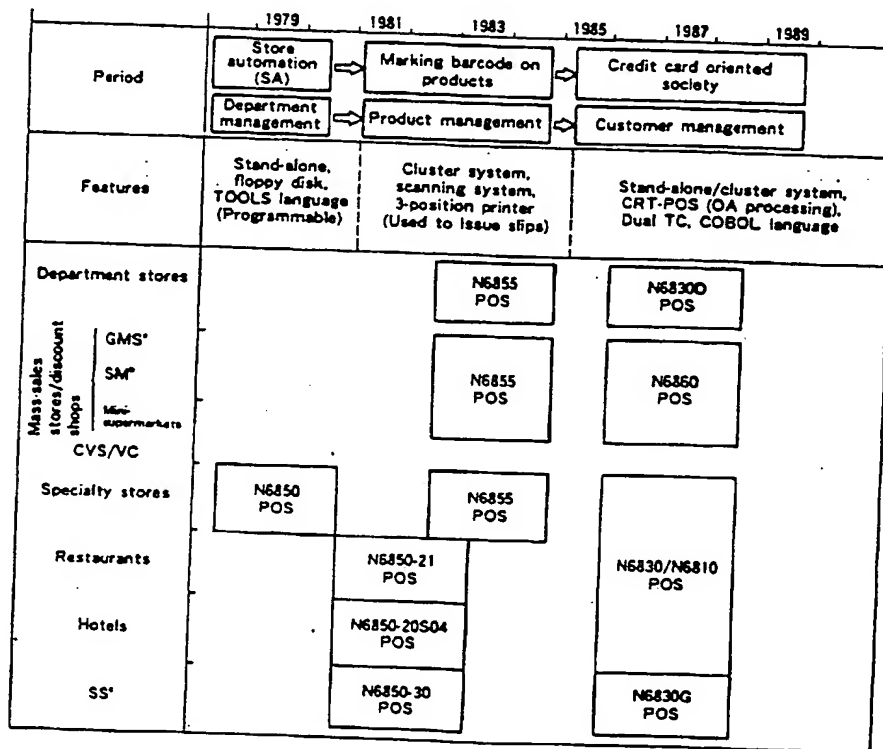 1979 1981 1983 1985 1987 1989
Period
Store
automation
(SA)
Marking barcode on
products
Credit card oriented
society
Department
management
Product management
Customer management
Features
Stand-alone,
floppy disk,
TOOLS language
(Programmable)
Cluster system,
scanning system,
3-position printer
(Used to issue slips)
Stand-alone/cluster system,
CRT-POS (OA processing),
Dual TC, COBOL language
Department stores
N6855
POS
N6830D
POS
Mass-sales
stores/discount
shops
GMS*
SM*
Mini-
supermarkets
N6855
POS
N6860
POS
CVS/VC
Specialty stores
N6850
POS
N6855
POS
N6830/N6810
POS
Restaurants
N6850-21
POS
Hotels
N6850-20S04
POS
SS*
N6850-30
POS
N6830G
POS